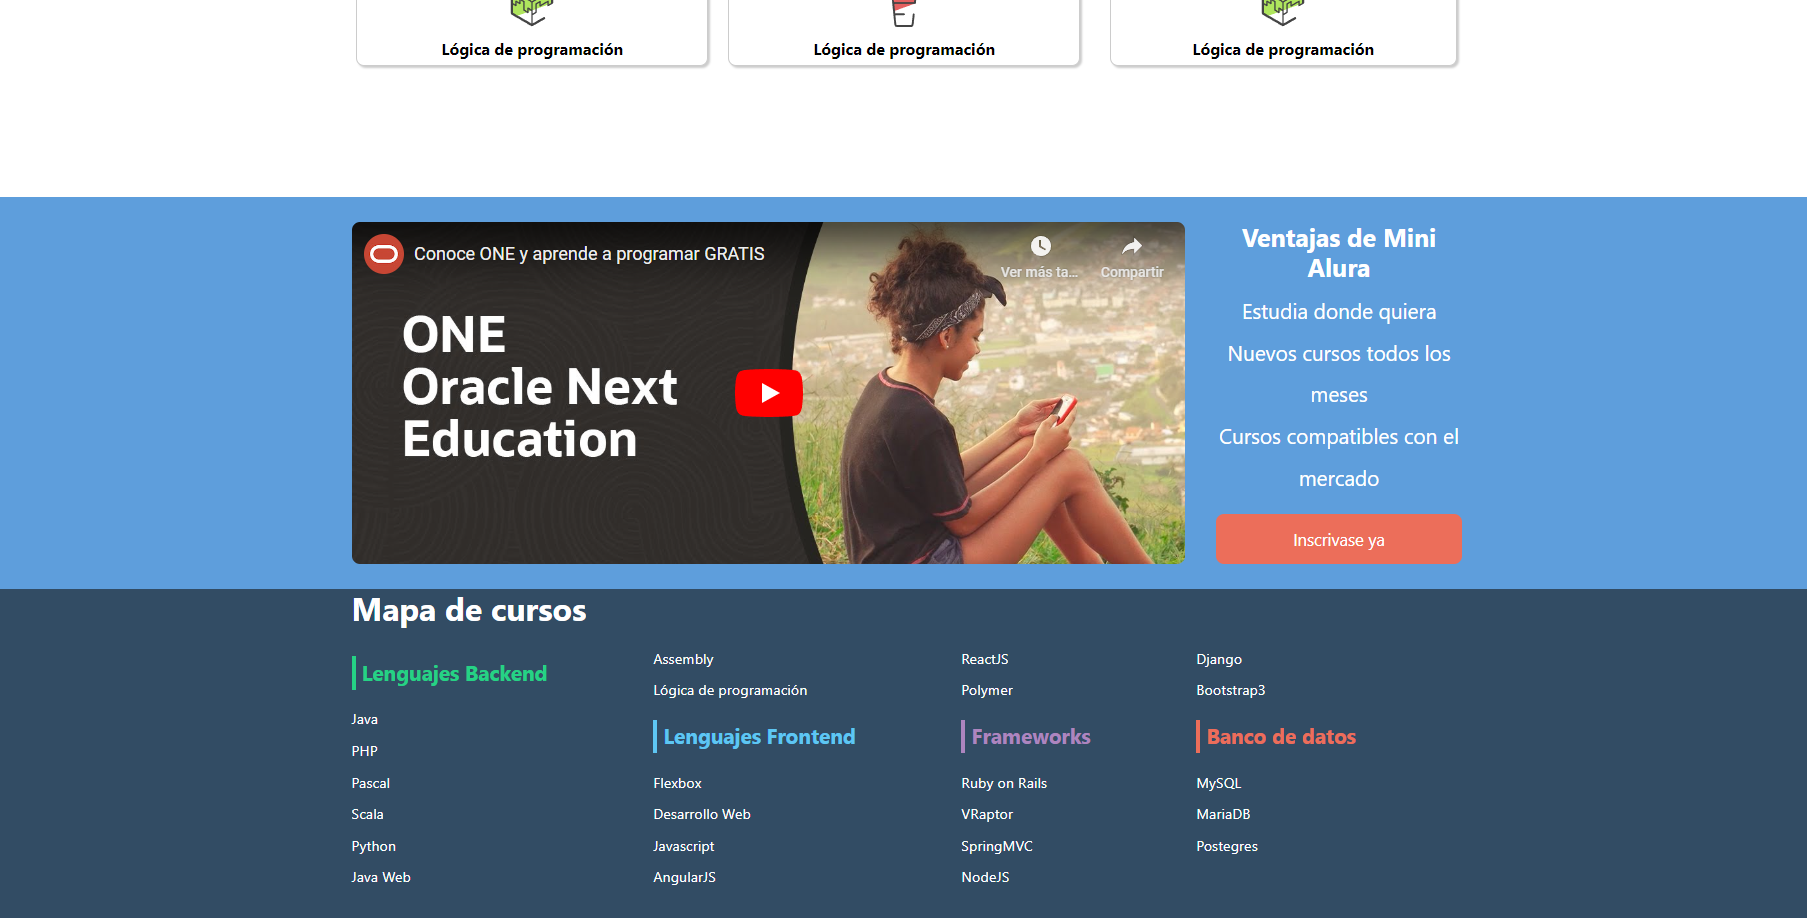 Lógica de programación
Lógica de programación
Lógica de programación
Conoce ONE y aprende a programar GRATIS
Ver más ta...
Compartir
ONE
Oracle Next
Education
Ventajas de Mini
Alura
Estudia donde quiera
Nuevos cursos todos los
meses
Cursos compatibles con el
mercado
Inscrivase ya
Mapa de cursos
Lenguajes Backend
Java
PHP
Pascal
Scala
Python
Java Web
Assembly
Lógica de programación
Lenguajes Frontend
Flexbox
Desarrollo Web
Javascript
AngularJS
ReactJS
Polymer
Frameworks
Ruby on Rails
VRaptor
SpringMVC
NodeJS
Django
Bootstrap3
Banco de datos
MySQL
MariaDB
Postegres